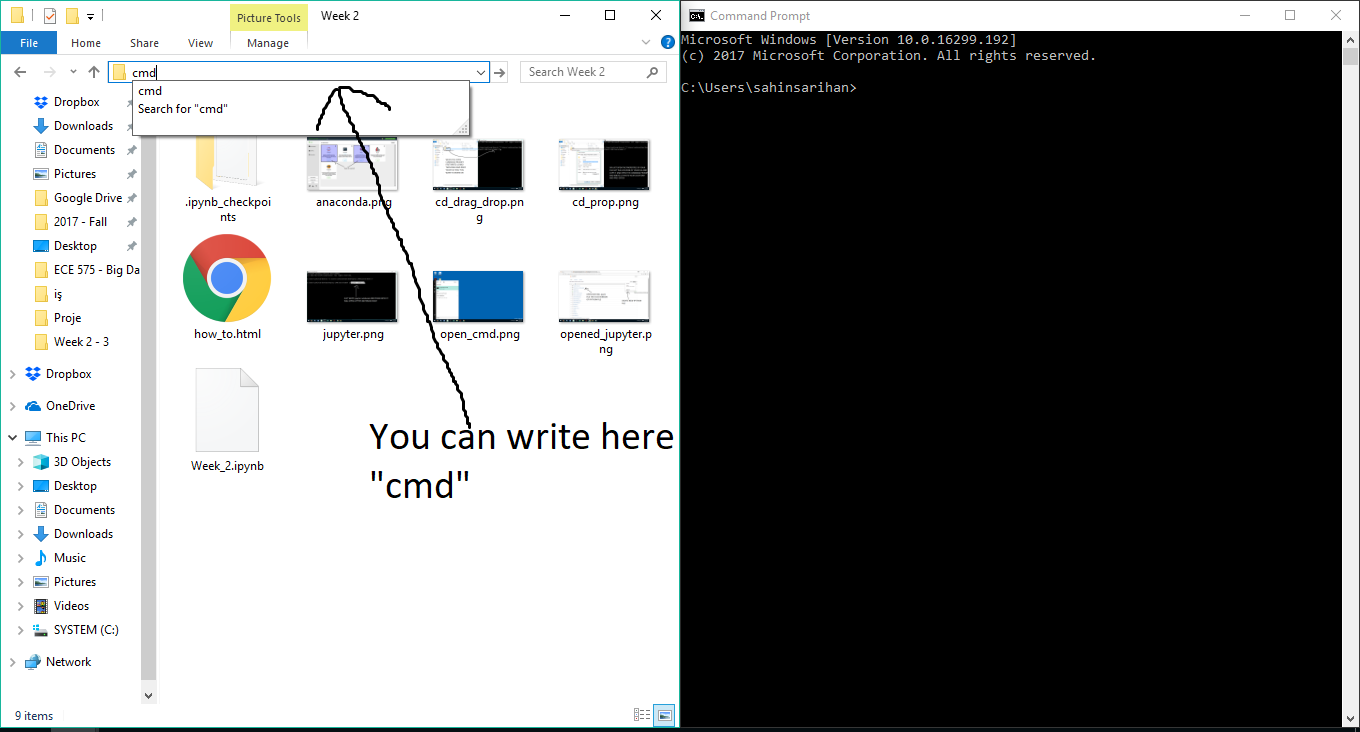 Picture Tools
Week 2
File
Home
Share
View
Manage
cmd
Search Week 2
cmd
Search for "cmd"
Dropbox
Downloads
Documents
Pictures
Google Drive
2017 - Fall
Desktop
ECE 575 - Big Da
iş
Proje
Week 2 - 3
Dropbox
OneDrive
This PC
3D Objects
Desktop
Documents
Downloads
Music
Pictures
Videos
SYSTEM (C:)
Network
.ipynb_checkpoi
nts
anaconda.png
cd_drag_drop.pn
g
cd_prop.png
how_to.html
jupyter.png
open_cmd.png
opened_jupyter.p
ng
Week_2.ipynb
You can write here
"cmd"
9 items
Command Prompt
Microsoft Windows [Version 10.0.16299.192]
(c) 2017 Microsoft Corporation. All rights reserved.
C:\Users\sahinsarihan>